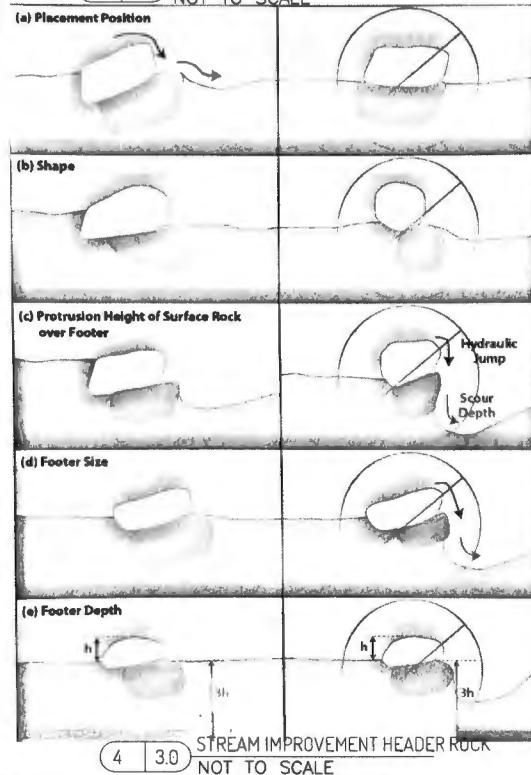 NOT TO SCALE
(a) Placement Position
(b) Shape
(c) Protrusion Height of Surface Rock
over Footer
Hydraulic
Jump
Scour
Depth
(d) Footer Size
(e) Footer Depth
h
3h
h
3h
4 3.0 STREAM IMPROVEMENT HEADER ROCK
NOT TO SCALE